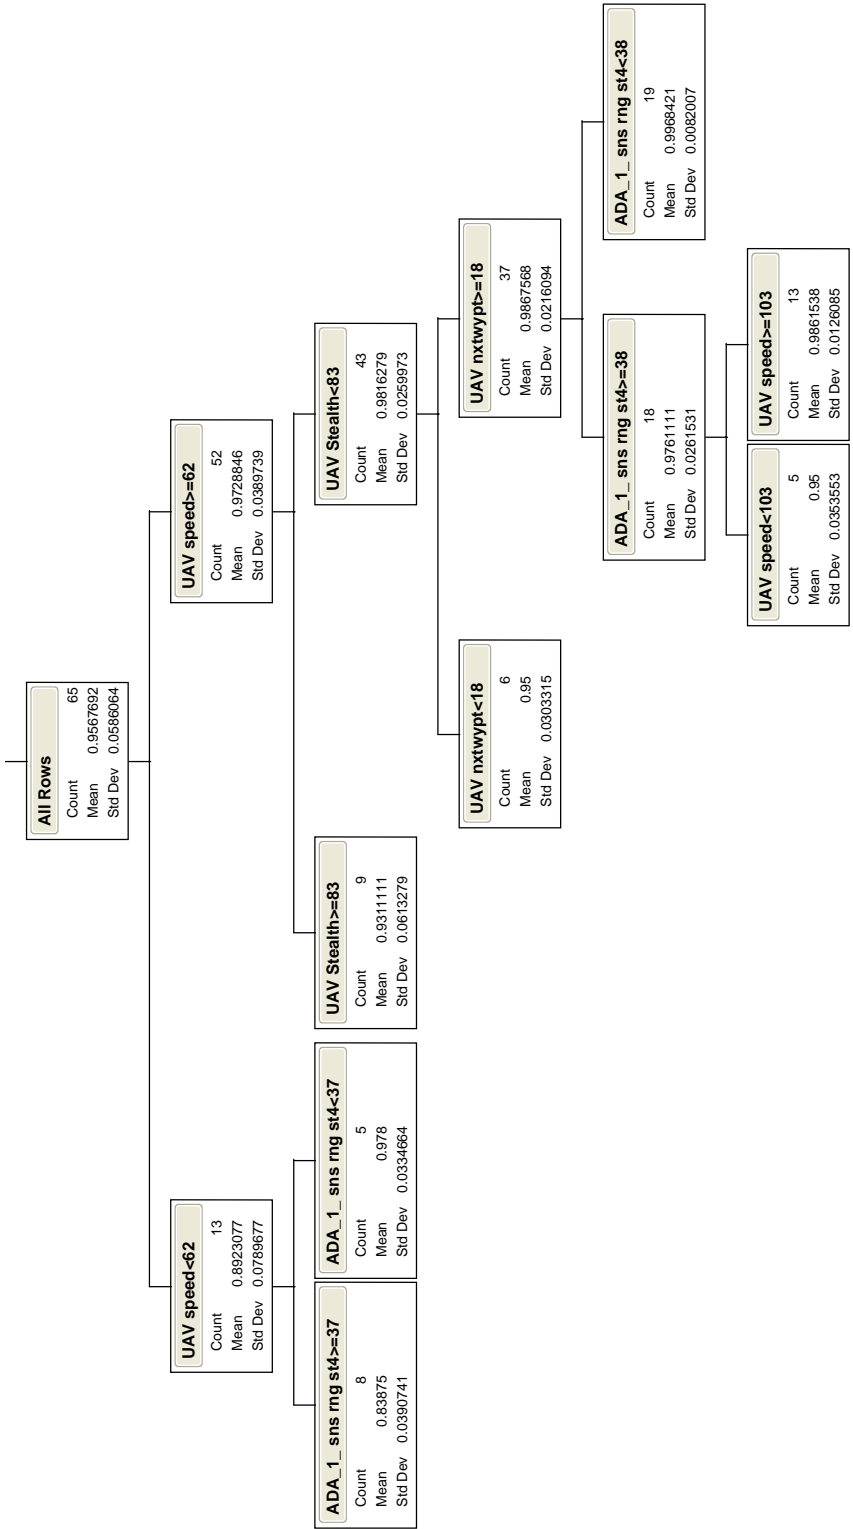 All Rows
Count 65
Mean 0.9567692
Std Dev 0.0586064
UAV speed<62
Count 13
Mean 0.8923077
Std Dev 0.0789677
UAV speed>=62
Count 52
Mean 0.9728846
Std Dev 0.0389739
ADA_1_ sns rng st4>=37
Count 8
Mean 0.83875
Std Dev 0.0390741
ADA_1_ sns rng st4<37
Count 5
Mean 0.978
Std Dev 0.0334664
UAV Stealth>=83
Count 9
Mean 0.9311111
Std Dev 0.0613279
UAV Stealth<83
Count 43
Mean 0.9816279
Std Dev 0.0259973
UAV nxtwypt<18
Count 6
Mean 0.95
Std Dev 0.0303315
UAV nxtwypt>=18
Count 37
Mean 0.9867568
Std Dev 0.0216094
ADA_1_ sns rng st4>=38
Count 18
Mean 0.9761111
Std Dev 0.0261531
ADA_1_ sns rng st4<38
Count 19
Mean 0.9968421
Std Dev 0.0082007
UAV speed<103
Count 5
Mean 0.95
Std Dev 0.0353553
UAV speed>=103
Count 13
Mean 0.9861538
Std Dev 0.0126085